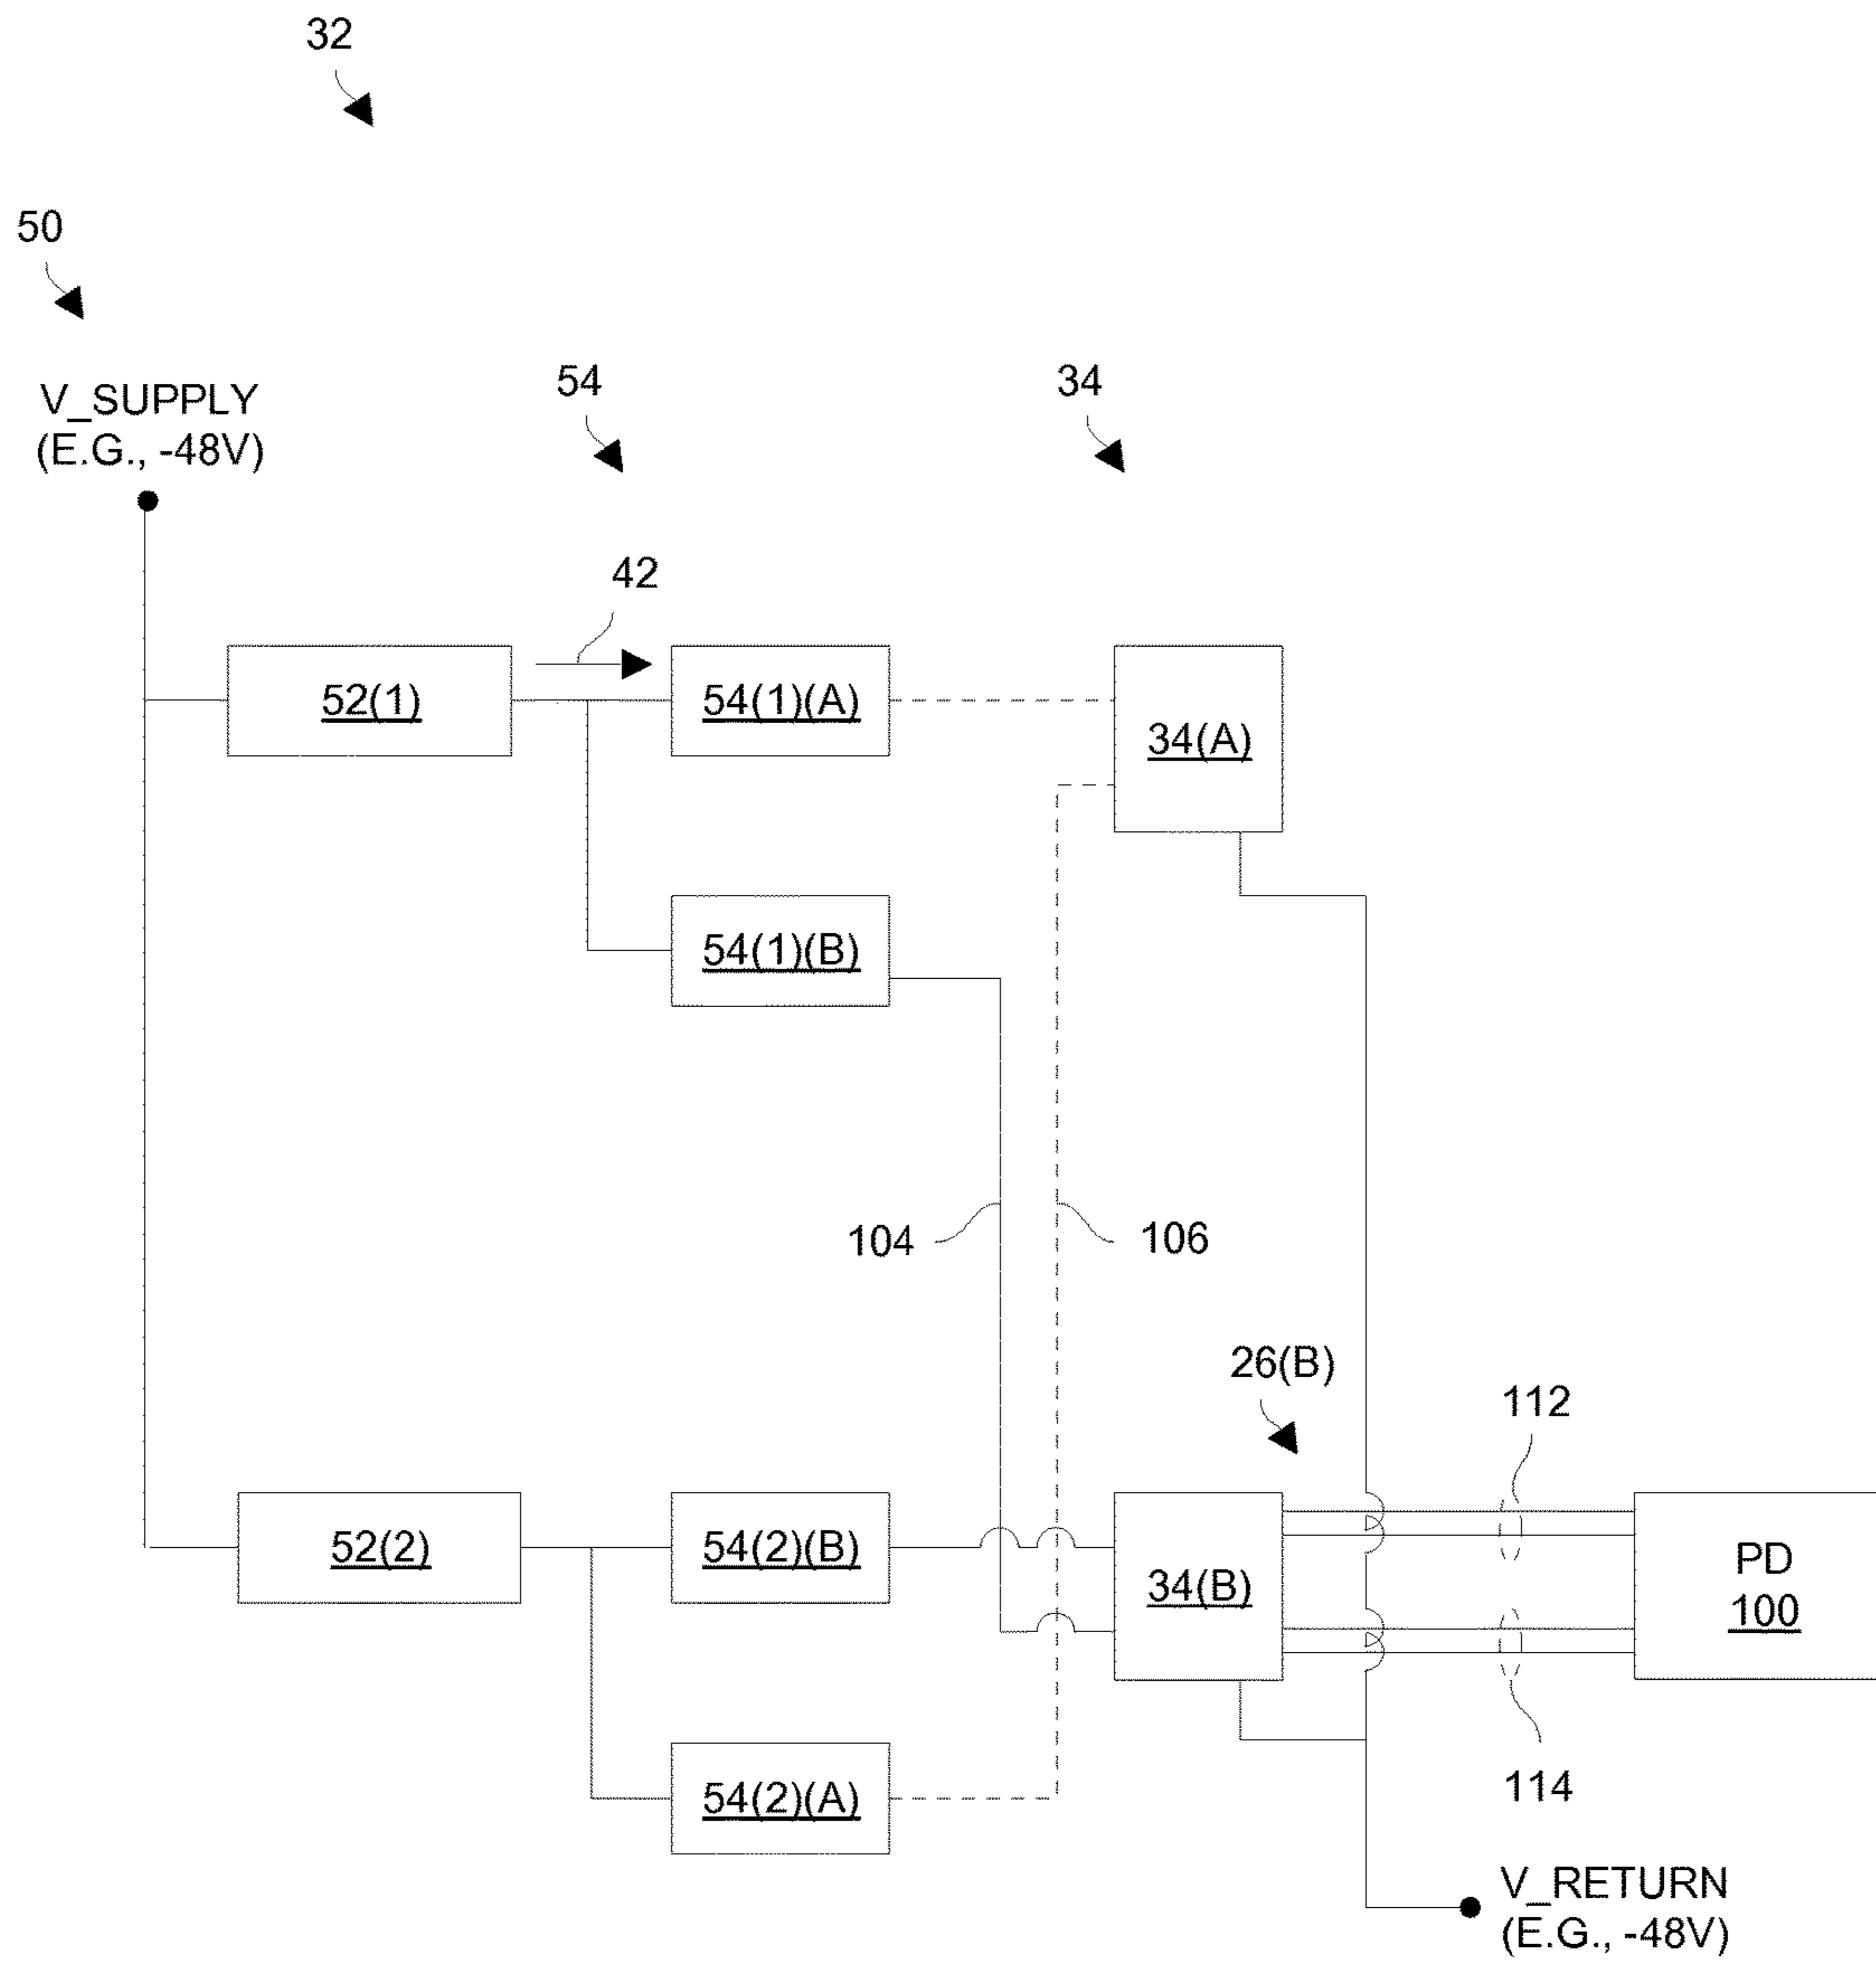 32
50
V_SUPPLY
(E.G., -48V)
54
34
42
52(1)
54(1)(A)
34(A)
54(1)(B)
104
106
26(B)
112
52(2)
54(2)(B)
34(B)
PD
100
54(2)(A)
114
V_RETURN
(E.G., -48V)